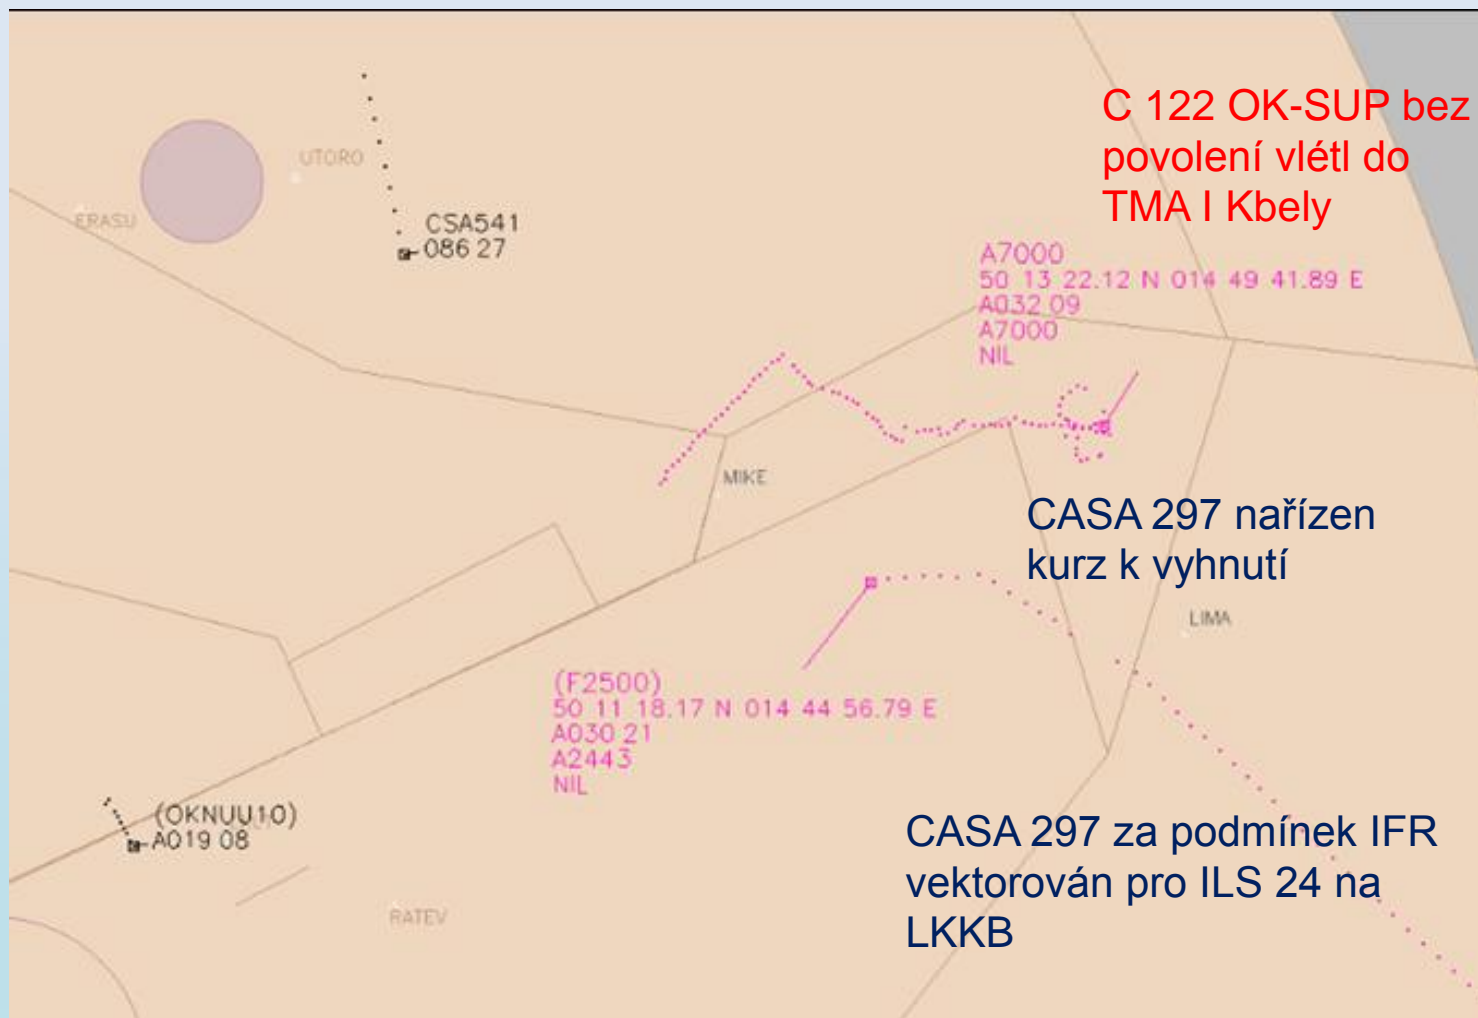 C 122 OK-SUP bez
povolení vlétl do
TMA I Kbely
UTORO
ERASU
CSA541
086 27
A7000
50 13 22.12 N 014 49 41.89 E
A032 09
A7000
NIL
MIKE
CASA 297 nařízen
kurz k vyhnutí
LIMA
(F2500)
50 11 18.17 N 014 44 56.79 E
A030 21
A2443
NIL
(OKNUU10)
A019 08
CASA 297 za podmínek IFR
vektorován pro ILS 24 na
LKKB
RATEV